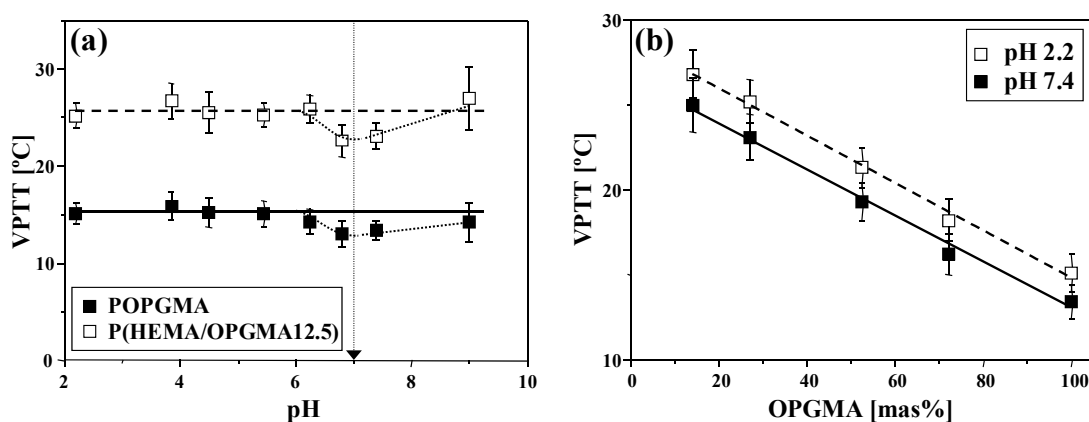 (a)
30
20
10
0
VPTT [ºC]
POPGMA
P(HEMA/OPGMA12.5)
2 4 6 8 10
pH
(b)
pH 2.2
pH 7.4
20
10
VPTT [ºC]
0 20 40 60 80 100
OPGMA [mas%]